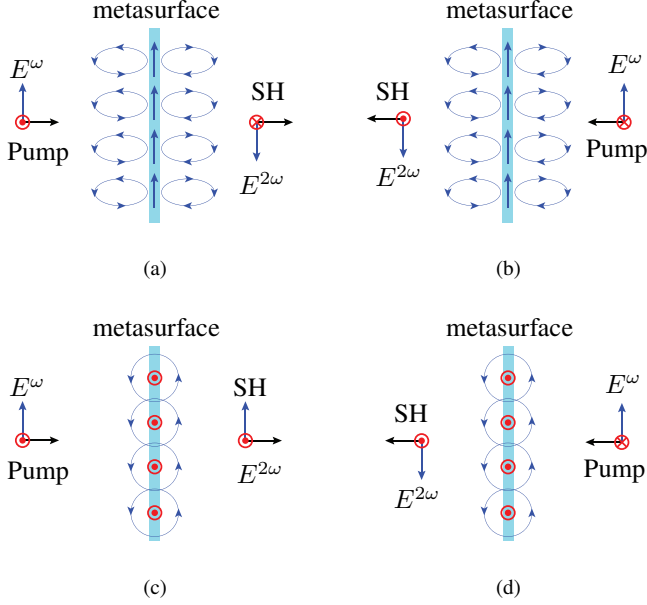 metasurface
E^ω
Pump
SH
E^{2ω}
(a)
metasurface
E^ω
SH
Pump
E^{2ω}
(b)
metasurface
E^ω
SH
Pump
E^{2ω}
(c)
metasurface
E^ω
SH
Pump
E^{2ω}
(d)